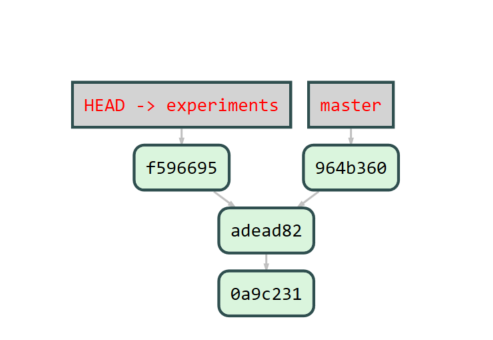 HEAD -> experiments
master
f596695
964b360
adead82
0a9c231